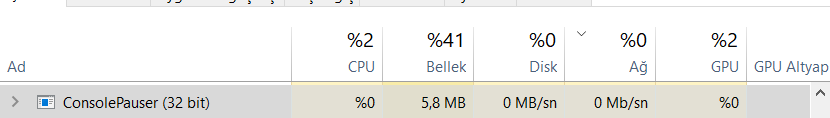 %2 %41 %0 %0 %2
Ad CPU Bellek Disk Ağ GPU GPU Altyap
ConsolePauser (32 bit) %0 5,8 MB 0 MB/sn 0 Mb/sn %0